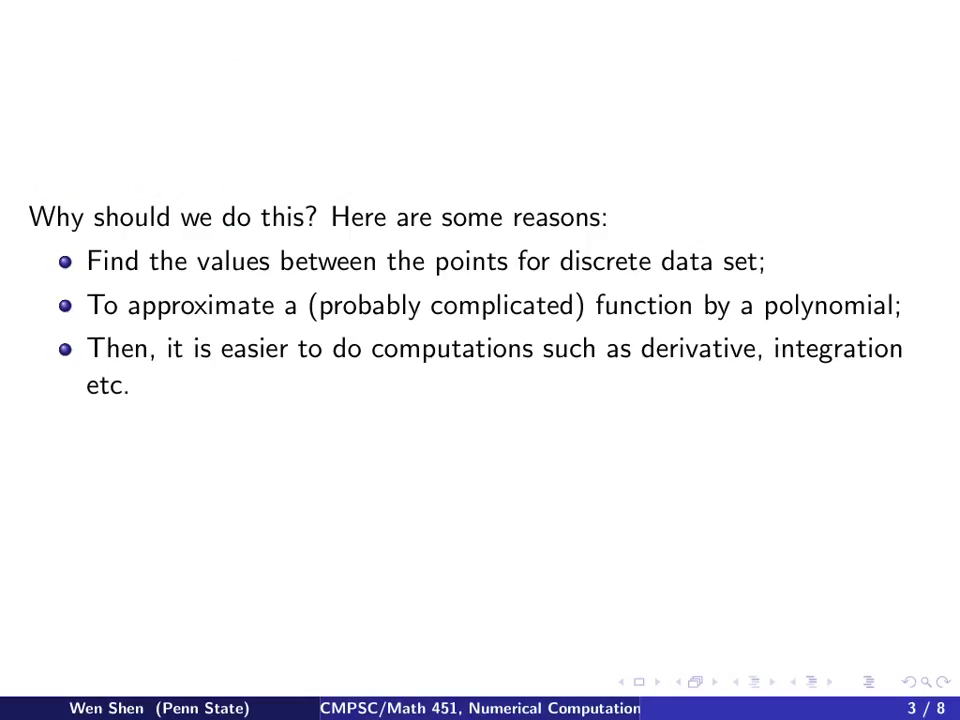 Why should we do this? Here are some reasons:
Find the values between the points for discrete data set;
To approximate a (probably complicated) function by a polynomial;
Then, it is easier to do computations such as derivative, integration
etc.
Wen Shen (Penn State) CMPSC/Math 451, Numerical Computation 3 / 8